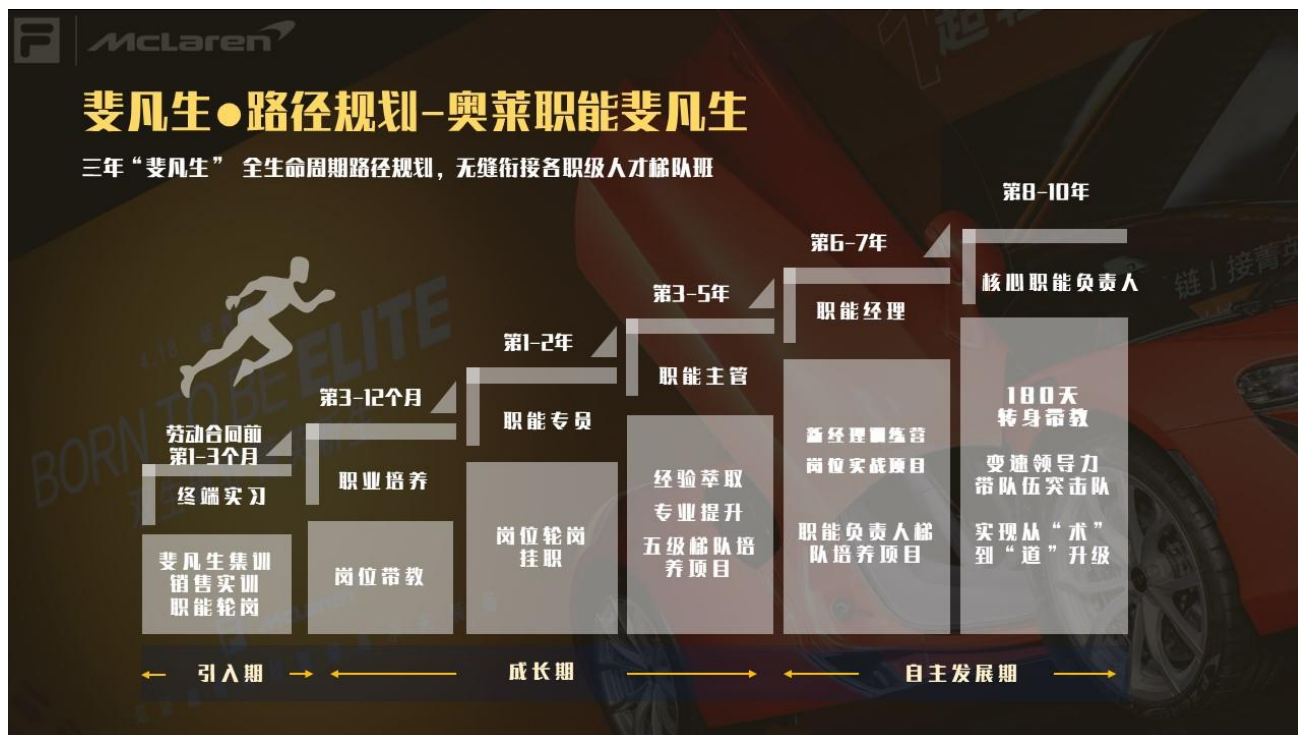 McLaren
斐凡生●路径规划-奥莱职能斐凡生
三年“斐凡生” 全生命周期路径规划，无缝衔接各职级人才梯队班
劳动合同前
第1-3个月
终端实习
斐凡生集训
销售实训
职能轮岗
第3-12个月
职业培养
岗位带教
第1-2年
职能专员
岗位轮岗
挂职
第3-5年
职能主管
经验萃取
专业提升
五级梯队培
养项目
第6-7年
职能经理
新经理训练营
岗位实战项目
职能负责人梯
队培养项目
第8-10年
核心职能负责人
180天
转身带教
变速领导力
带队伍突击队
实现从“术”
到“道”升级
引入期
成长期
自主发展期
BORN TO BE ELITE
4.18
链｜接菁英